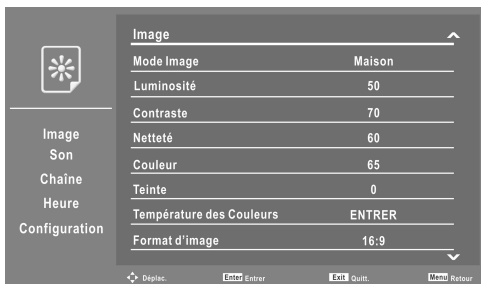 Image
Mode Image Maison
Luminosité 50
Contraste 70
Netteté 60
Couleur 65
Teinte 0
Température des Couleurs ENTRER
Format d'image 16:9
Image
Son
Chaîne
Heure
Configuration
Déplac. Enter Entrer Exit Quitt. Menu Retour